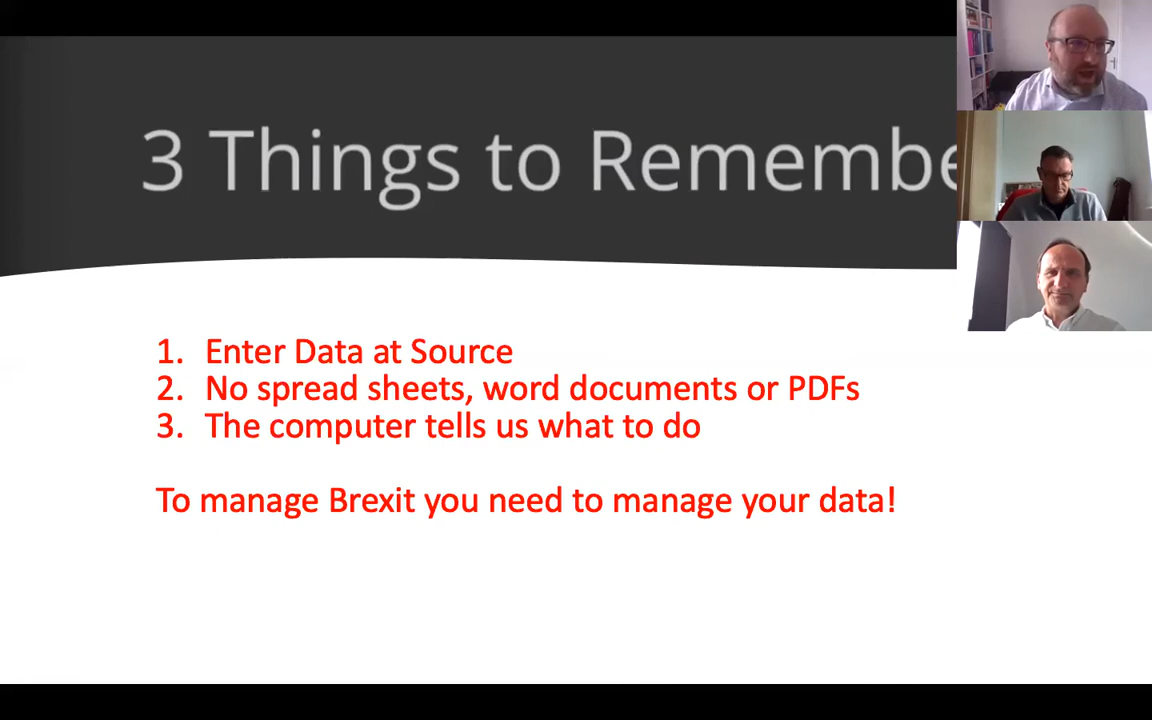 3 Things to Remembe
1. Enter Data at Source
2. No spread sheets, word documents or PDFs
3. The computer tells us what to do
To manage Brexit you need to manage your data!